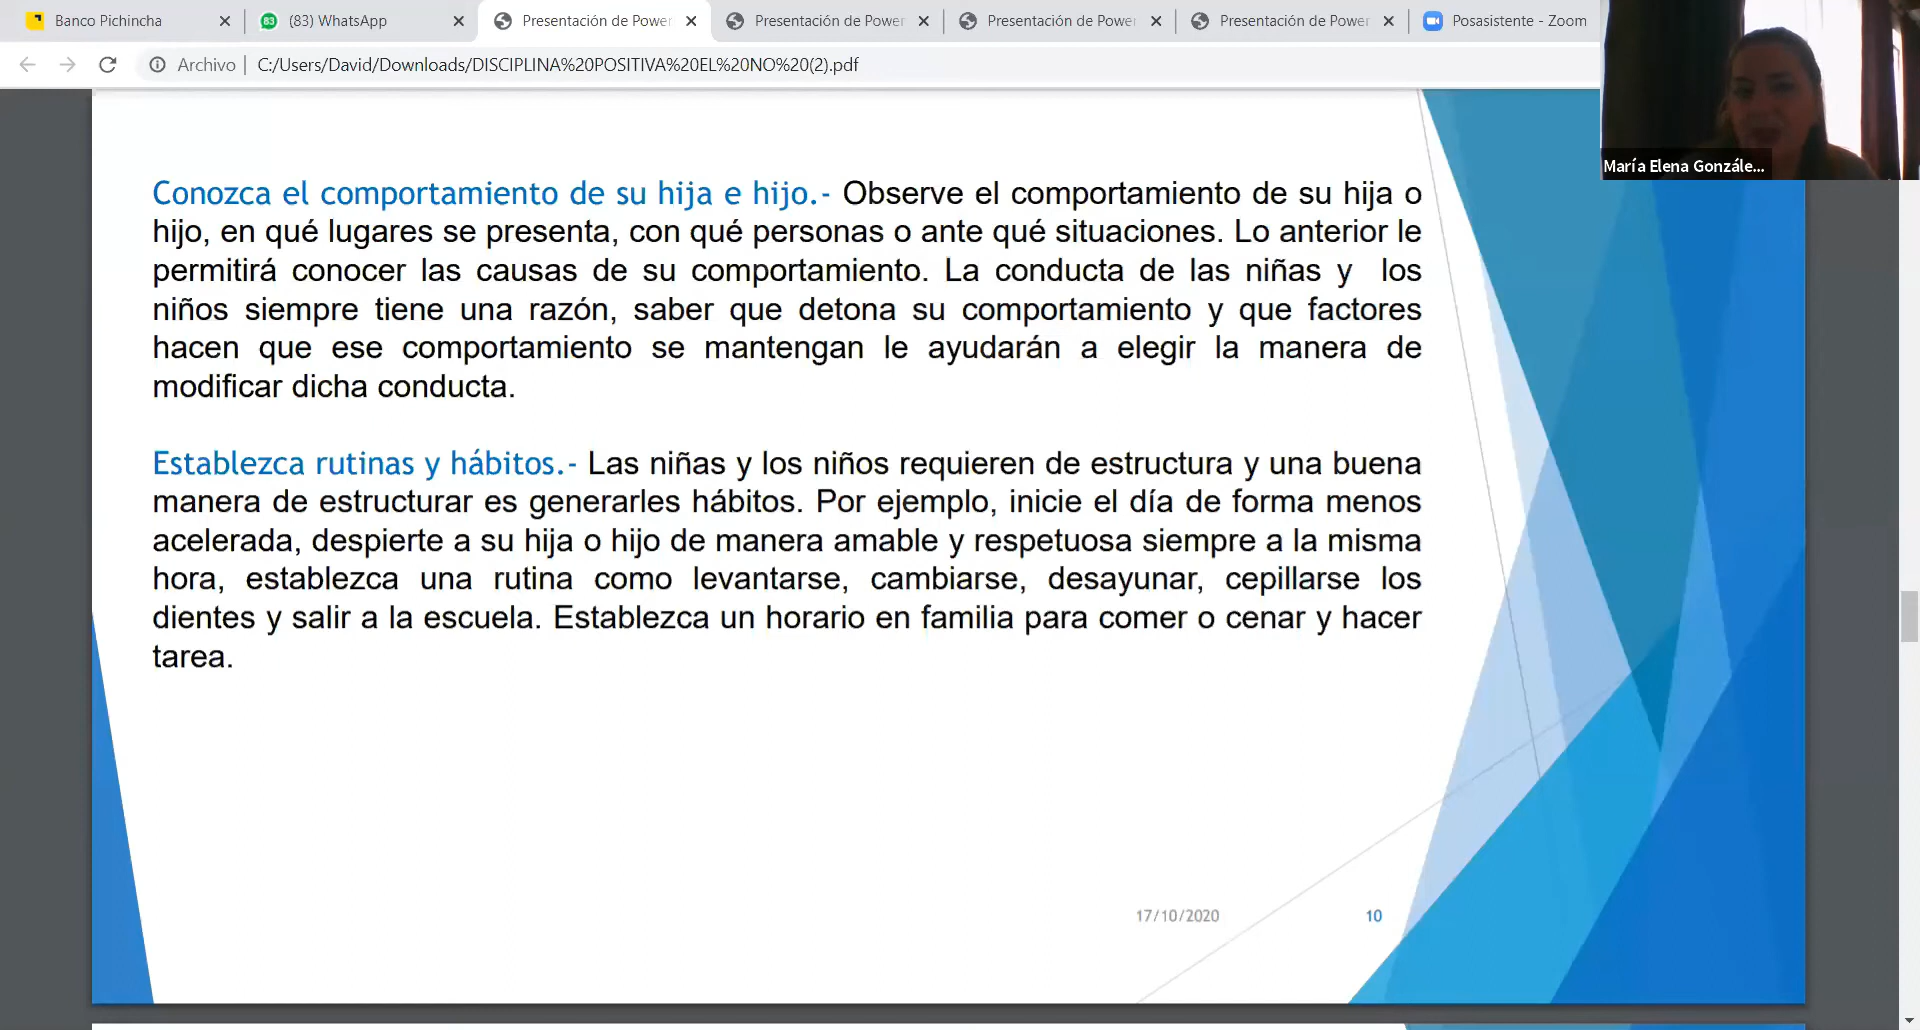 Banco Pichincha
(83) WhatsApp
Presentación de Power
Presentación de Power
Presentación de Power
Presentación de Power
Posasistente - Zoom
Archivo
C:/Users/David/Downloads/DISCIPLINA%20POSITIVA%20EL%20NO%20(2).pdf
María Elena Gonzále...
Conozca el comportamiento de su hija e hijo.- Observe el comportamiento de su hija o
hijo, en qué lugares se presenta, con qué personas o ante qué situaciones. Lo anterior le
permitirá conocer las causas de su comportamiento. La conducta de las niñas y los
niños siempre tiene una razón, saber que detona su comportamiento y que factores
hacen que ese comportamiento se mantengan le ayudarán a elegir la manera de
modificar dicha conducta.
Establezca rutinas y hábitos.- Las niñas y los niños requieren de estructura y una buena
manera de estructurar es generarles hábitos. Por ejemplo, inicie el día de forma menos
acelerada, despierte a su hija o hijo de manera amable y respetuosa siempre a la misma
hora, establezca una rutina como levantarse, cambiarse, desayunar, cepillarse los
dientes y salir a la escuela. Establezca un horario en familia para comer o cenar y hacer
tarea.
17/10/2020
10